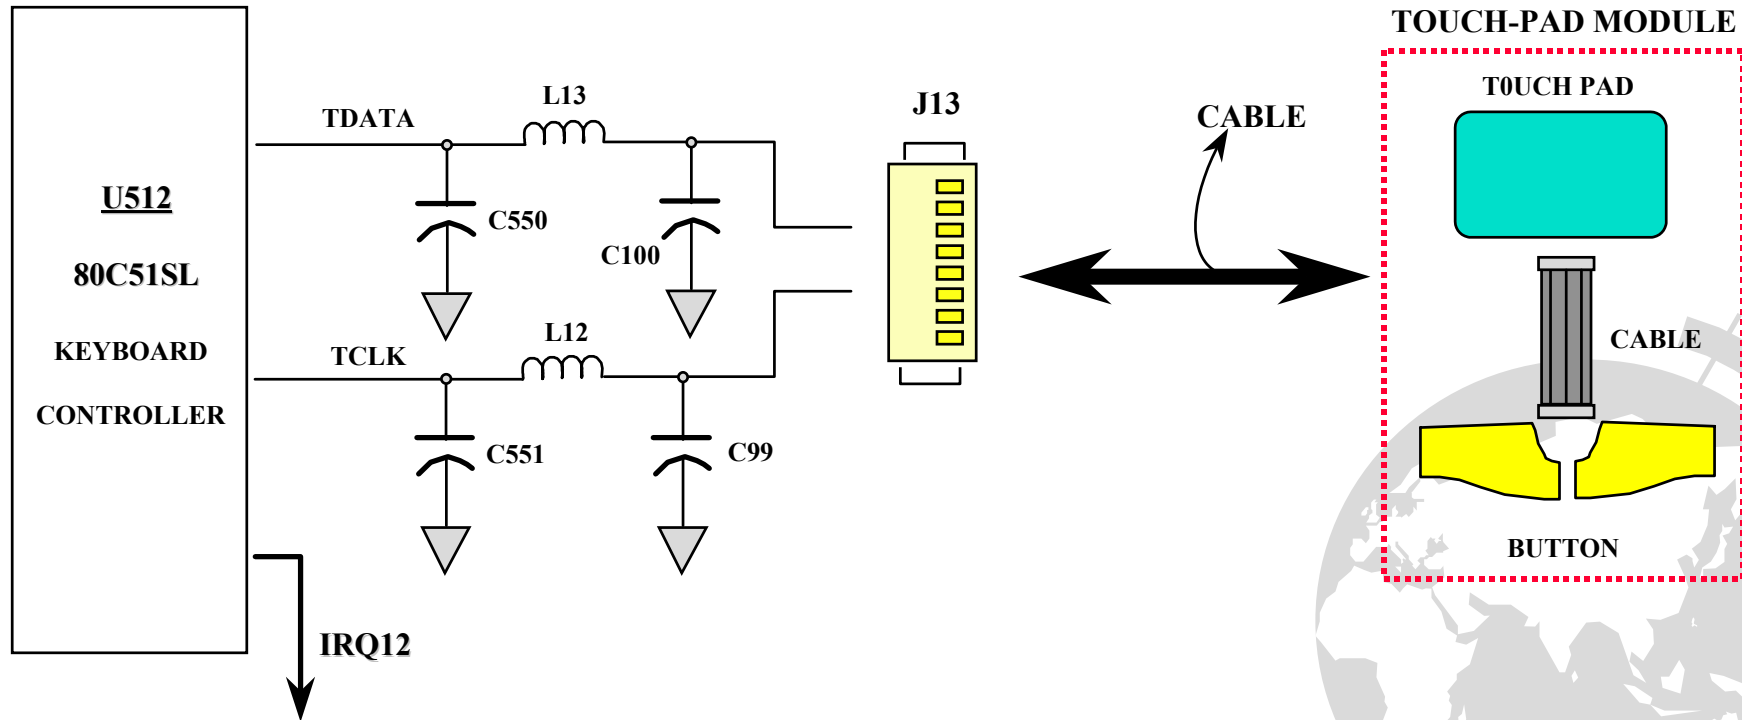 TOUCH-PAD MODULE
T0UCH PAD
L13
J13
TDATA
CABLE
U512
C550
C100
80C51SL
L12
KEYBOARD
TCLK
CABLE
CONTROLLER
C551
C99
BUTTON
IRQ12